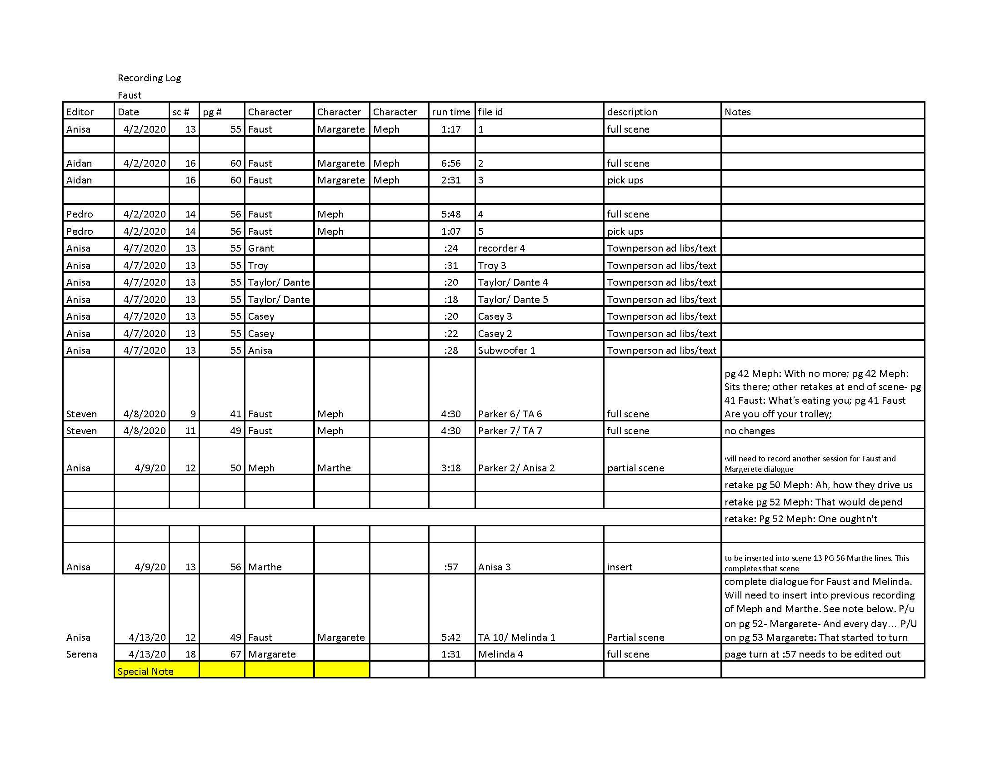 Recording Log
Faust
Editor Date sc # pg # Character Character Character run time file id description Notes
Anisa 4/2/2020 13 55 Faust Margarete Meph 1:17 1 full scene
Aidan 4/2/2020 16 60 Faust Margarete Meph 6:56 2 full scene
Aidan 16 60 Faust Margarete Meph 2:31 3 pick ups
Pedro 4/2/2020 14 56 Faust Meph 5:48 4 full scene
Pedro 4/2/2020 14 56 Faust Meph 1:07 5 pick ups
Anisa 4/7/2020 13 55 Grant :24 recorder 4 Townperson ad libs/text
Anisa 4/7/2020 13 55 Troy :31 Troy 3 Townperson ad libs/text
Anisa 4/7/2020 13 55 Taylor/ Dante :20 Taylor/ Dante 4 Townperson ad libs/text
Anisa 4/7/2020 13 55 Taylor/ Dante :18 Taylor/ Dante 5 Townperson ad libs/text
Anisa 4/7/2020 13 55 Casey :20 Casey 3 Townperson ad libs/text
Anisa 4/7/2020 13 55 Casey :22 Casey 2 Townperson ad libs/text
Anisa 4/7/2020 13 55 Anisa :28 Subwoofer 1 Townperson ad libs/text
pg 42 Meph: With no more; pg 42 Meph:
Sits there; other retakes at end of scene- pg
41 Faust: What's eating you; pg 41 Faust
Steven 4/8/2020 9 41 Faust Meph 4:30 Parker 6/ TA 6 full scene Are you off your trolley;
Steven 4/8/2020 11 49 Faust Meph 4:30 Parker 7/ TA 7 full scene no changes
will need to record another session for Faust and
Anisa 4/9/20 12 50 Meph Marthe 3:18 Parker 2/ Anisa 2 partial scene Margerete dialogue
retake pg 50 Meph: Ah, how they drive us
retake pg 52 Meph: That would depend
retake: Pg 52 Meph: One oughtn't
to be inserted into scene 13 PG 56 Marthe lines. This
Anisa 4/9/20 13 56 Marthe :57 Anisa 3 insert completes that scene
complete dialogue for Faust and Melinda.
Will need to insert into previous recording
of Meph and Marthe. See note below. P/u
on pg 52- Margarete- And every day… P/U
Anisa 4/13/20 12 49 Faust Margarete 5:42 TA 10/ Melinda 1 Partial scene on pg 53 Margarete: That started to turn
Serena 4/13/20 18 67 Margarete 1:31 Melinda 4 full scene page turn at :57 needs to be edited out
Special Note